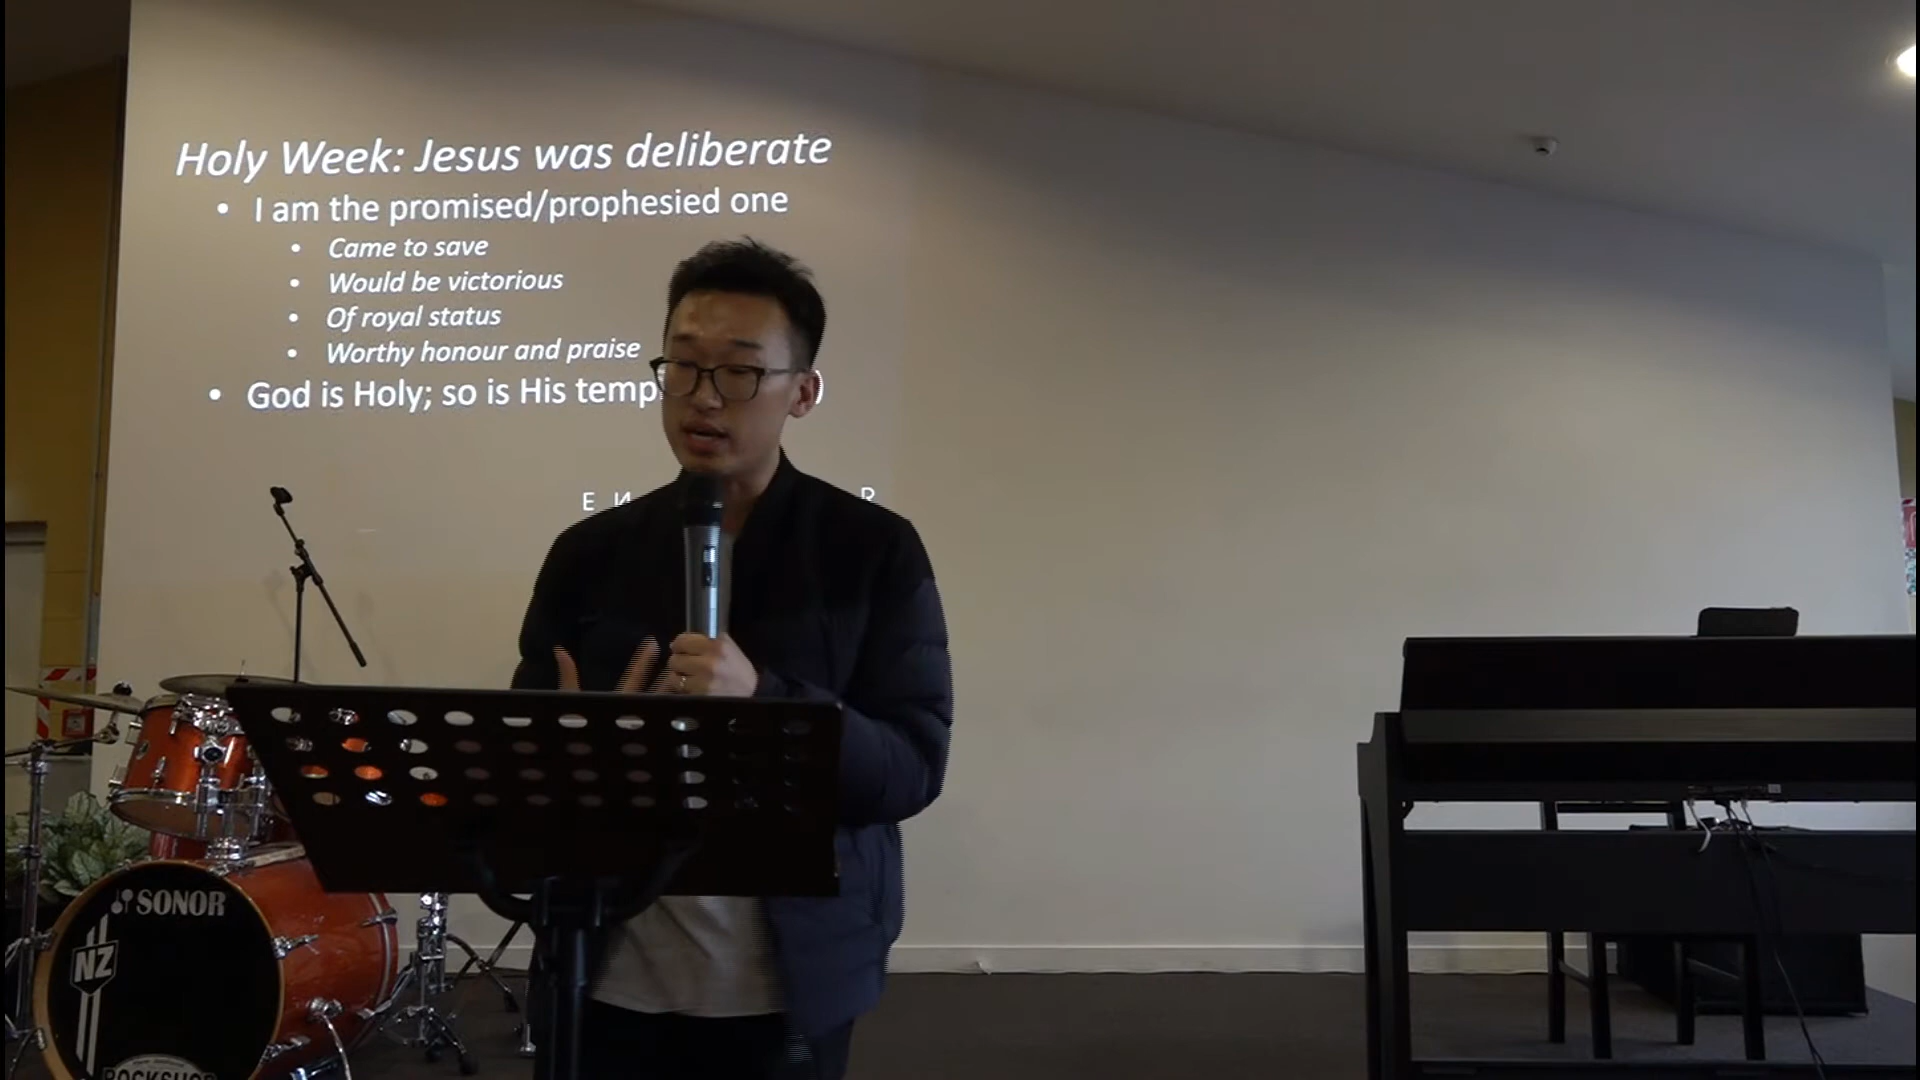 Holy Week: Jesus was deliberate
• I am the promised/prophesied one
• Came to save
• Would be victorious
• Of royal status
• Worthy honour and praise
• God is Holy; so is His
SONOR
NZ
ROCKSHOP